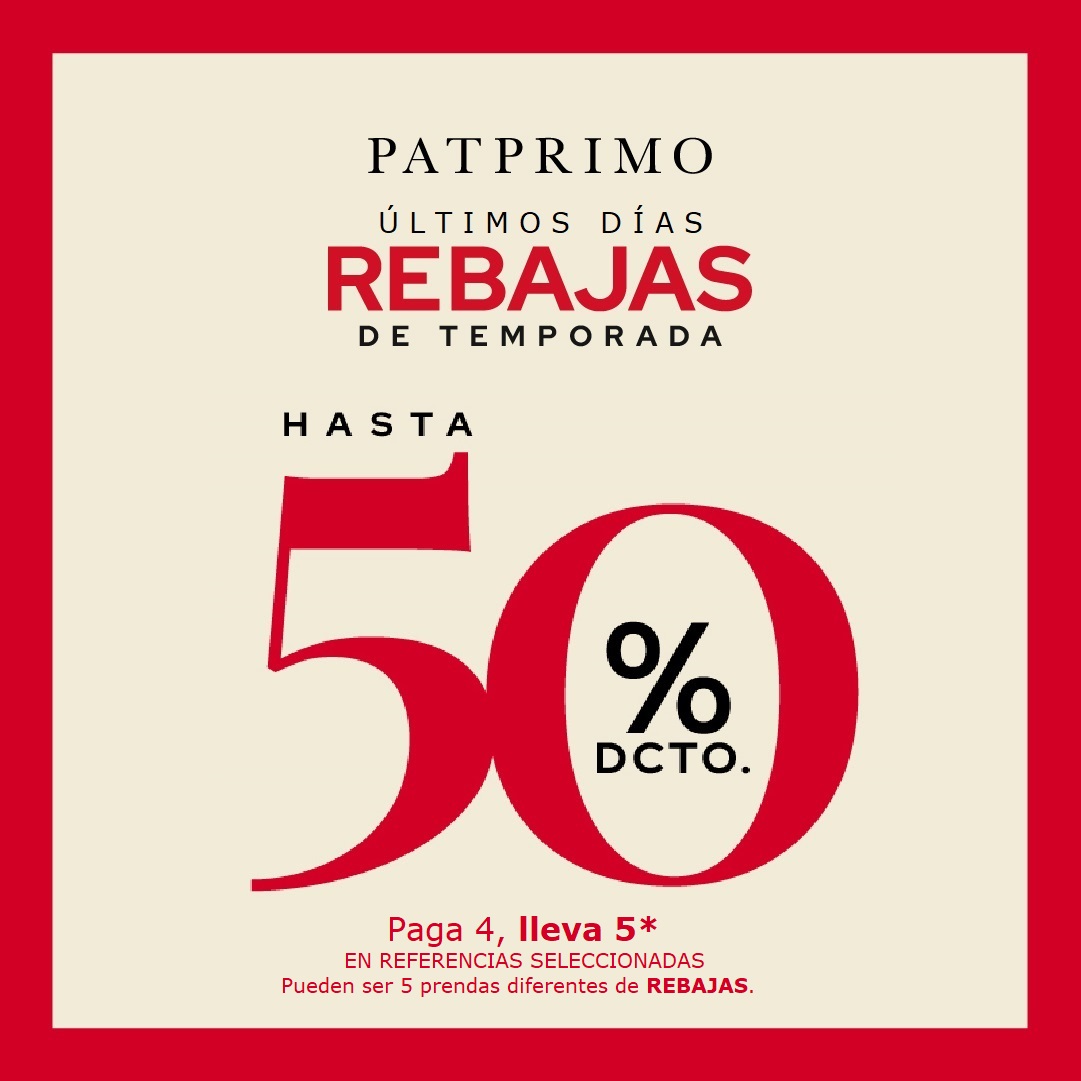 PATPRIMO
ÚLTIMOS DÍAS
REBAJAS
DE TEMPORADA
HASTA
50
%
DCTO.
Paga 4, lleva 5*
EN REFERENCIAS SELECCIONADAS
Pueden ser 5 prendas diferentes de REBAJAS.